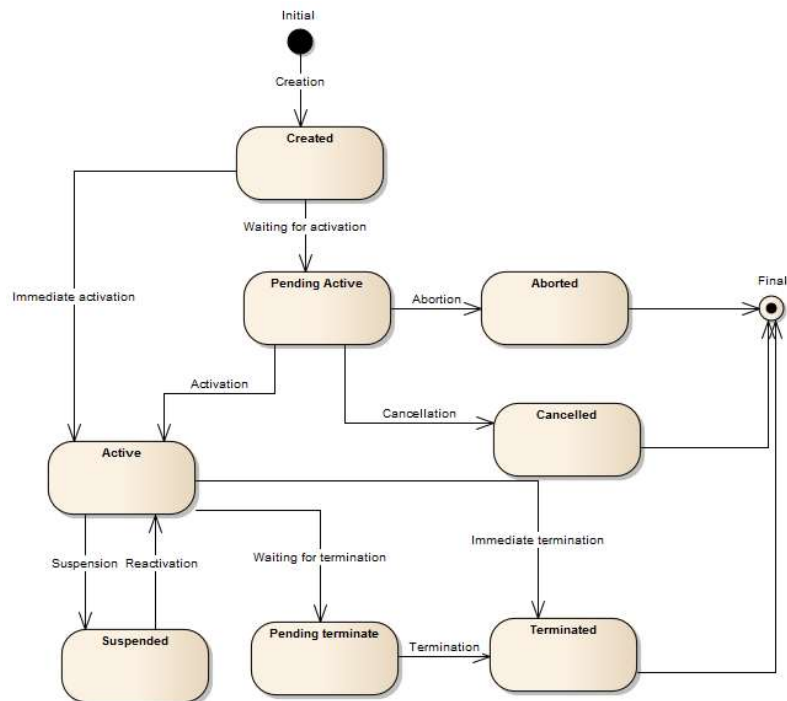 Initial
Creation
Created
Waiting for activation
Immediate activation
Pending Active
Abortion
Aborted
Final
Activation
Cancellation
Cancelled
Active
Immediate termination
Suspension
Reactivation
Waiting for termination
Suspended
Pending terminate
Termination
Terminated